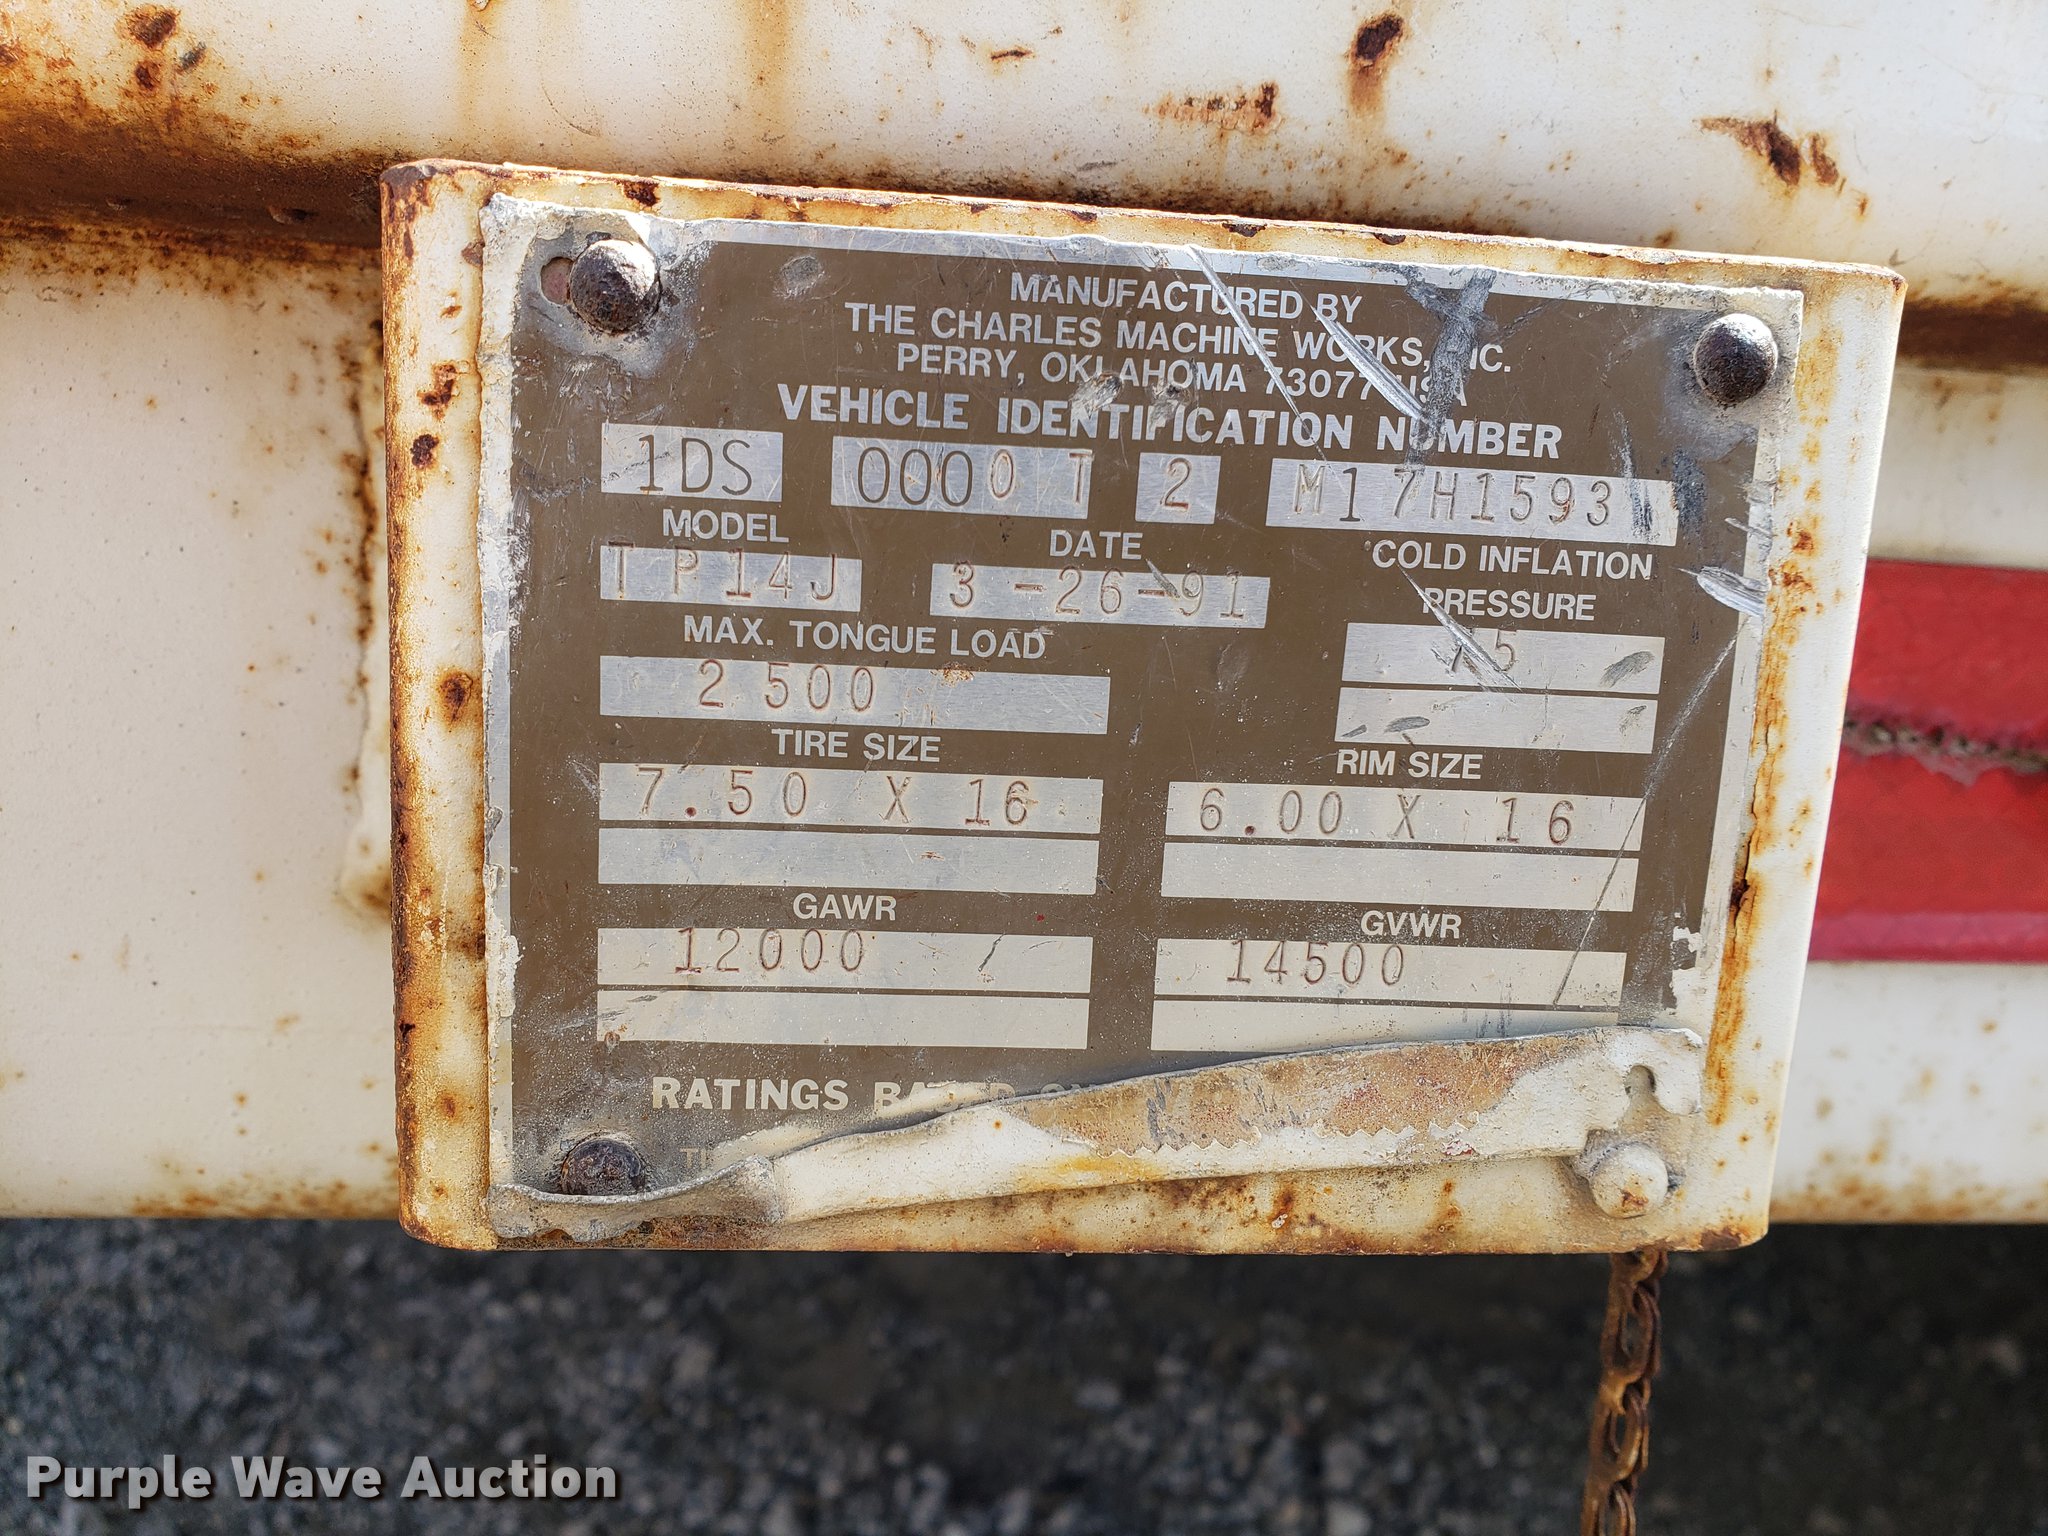 MANUFACTURED BY
THE CHARLES MACHINE WORKS, INC.
PERRY, OKLAHOMA 73077 USA
VEHICLE IDENTIFICATION NUMBER
1DS 0000 T 2 M17H1593
MODEL DATE COLD INFLATION
PRESSURE
TP14J 3-26-91
MAX. TONGUE LOAD
2500
TIRE SIZE RIM SIZE
7.50 X 16 6.00 X 16
GAWR GVWR
12000 14500
RATINGS
Purple Wave Auction